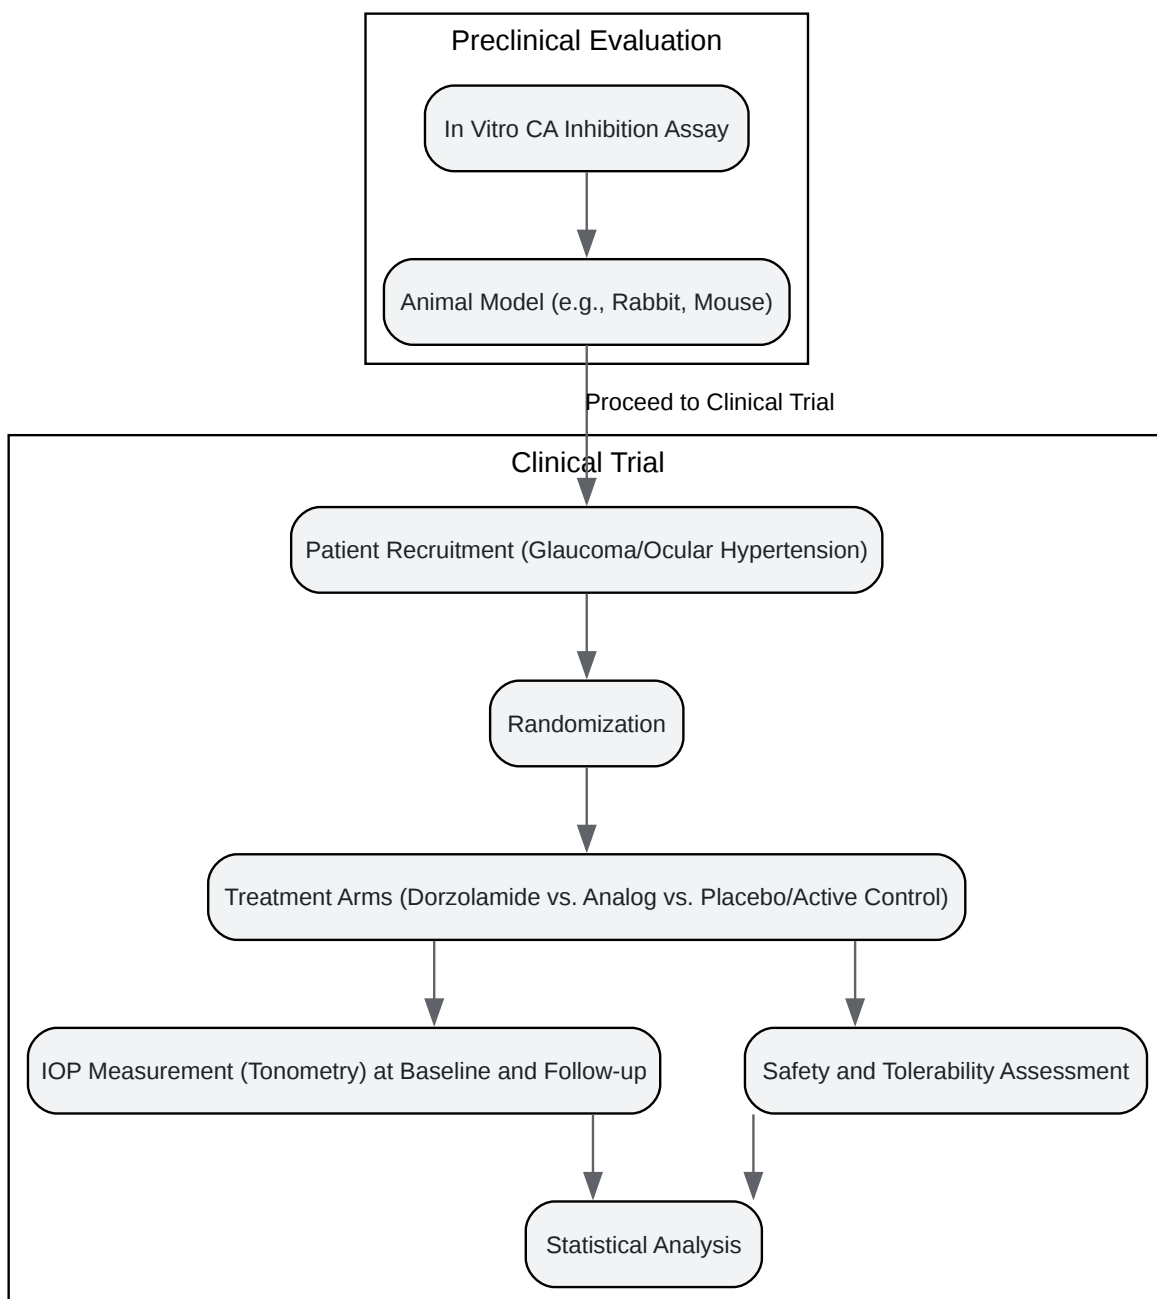 Preclinical Evaluation
In Vitro CA Inhibition Assay
Animal Model (e.g., Rabbit, Mouse)
Proceed to Clinical Trial
Clinical Trial
Patient Recruitment (Glaucoma/Ocular Hypertension)
Randomization
Treatment Arms (Dorzolamide vs. Analog vs. Placebo/Active Control)
IOP Measurement (Tonometry) at Baseline and Follow-up
Safety and Tolerability Assessment
Statistical Analysis